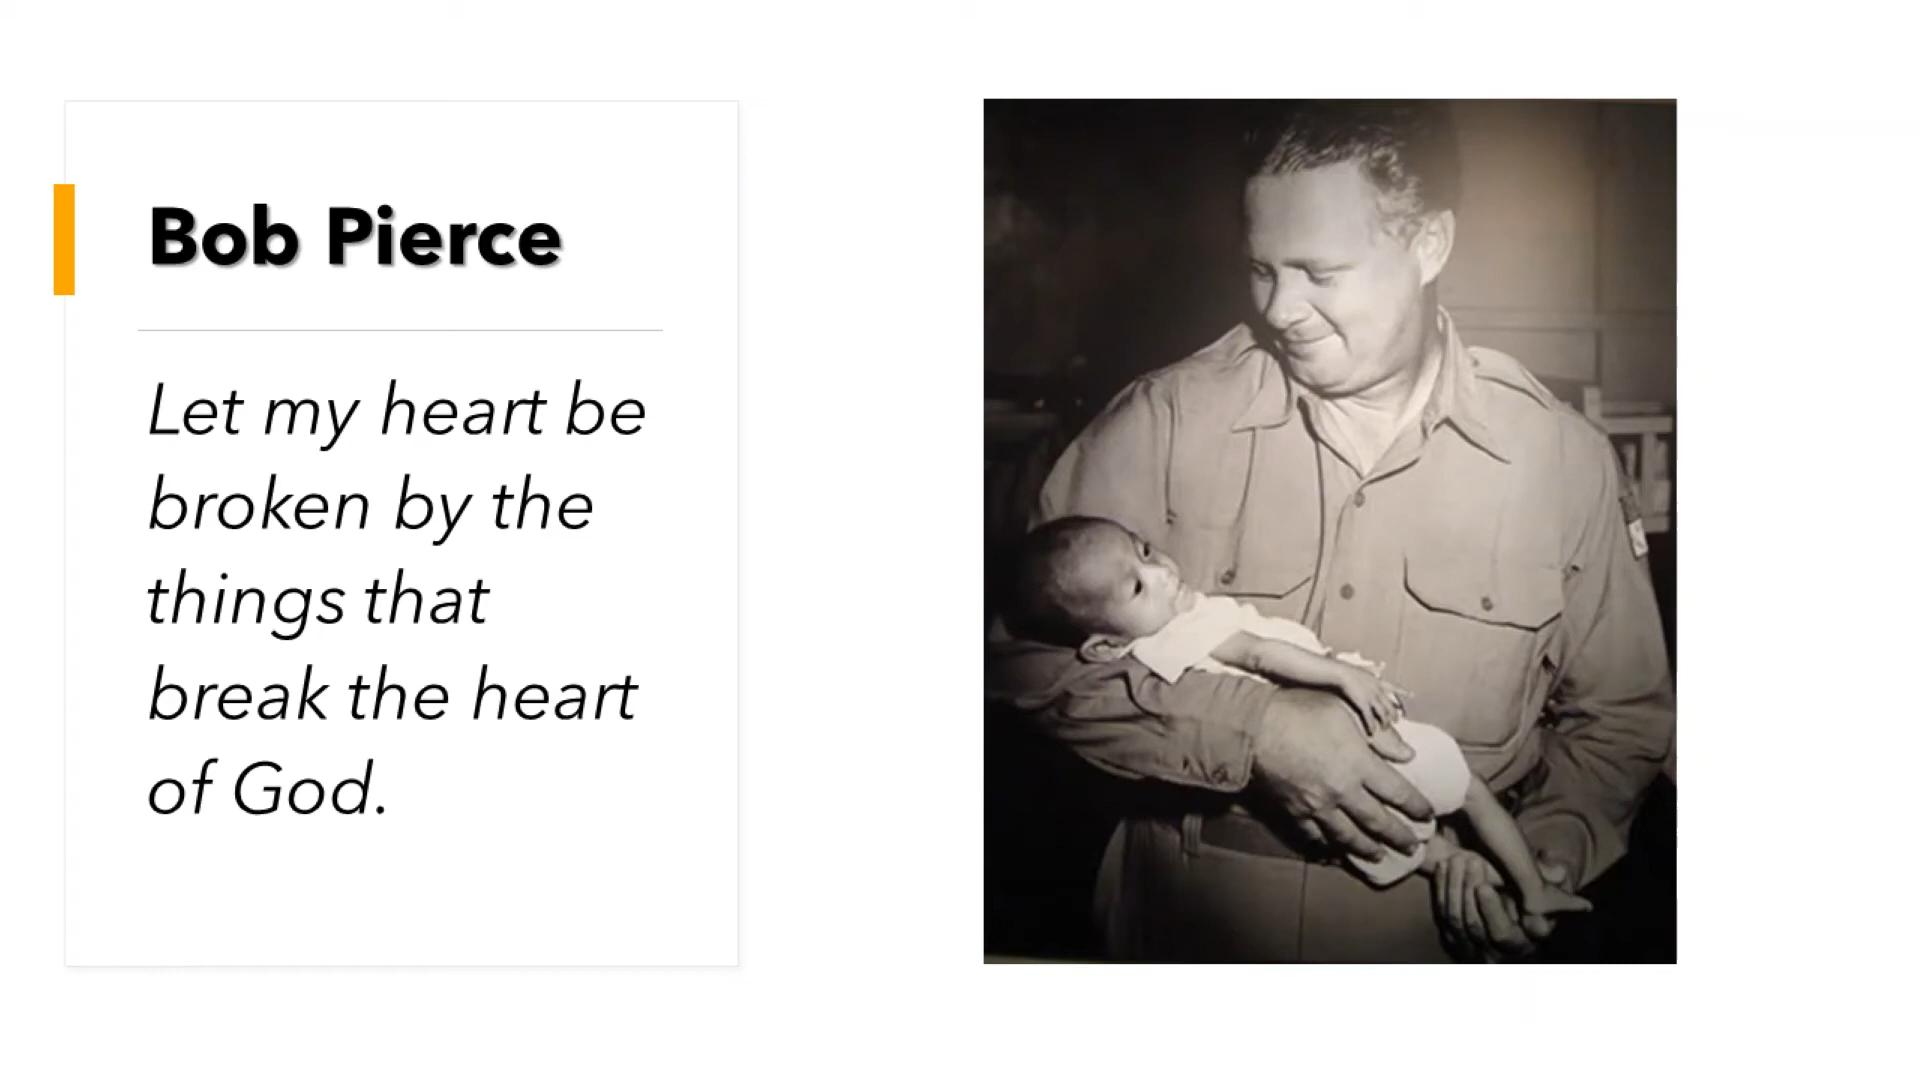 Bob Pierce
Let my heart be
broken by the
things that
break the heart
of God.